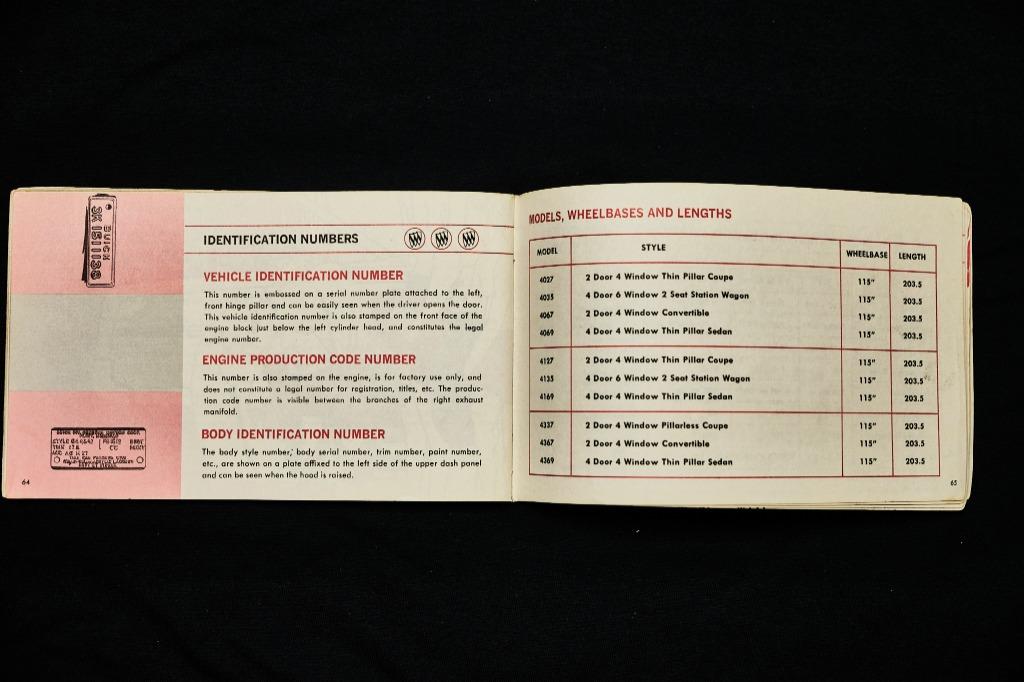 BUICK
3K1511138
IDENTIFICATION NUMBERS
VEHICLE IDENTIFICATION NUMBER
This number is embossed on a serial number plate attached to the left,
front hinge pillar and can be easily seen when the driver opens the door.
This vehicle identification number is also stamped on the front face of the
engine block just below the left cylinder head, and constitutes the legal
engine number.
ENGINE PRODUCTION CODE NUMBER
This number is also stamped on the engine, is for factory use only, and
does not constitute a legal number for registration, titles, etc. The produc-
tion code number is visible between the branches of the right exhaust
manifold.
BODY IDENTIFICATION NUMBER
The body style number, body serial number, trim number, paint number,
etc., are shown on a plate affixed to the left side of the upper dash panel
and can be seen when the hood is raised.
64
MODELS, WHEELBASES AND LENGTHS
MODEL STYLE WHEELBASE LENGTH
4027 2 Door 4 Window Thin Pillar Coupe 115" 203.5
4035 4 Door 6 Window 2 Seat Station Wagon 115" 203.5
4067 2 Door 4 Window Convertible 115" 203.5
4069 4 Door 4 Window Thin Pillar Sedan 115" 203.5
4127 2 Door 4 Window Thin Pillar Coupe 115" 203.5
4135 4 Door 6 Window 2 Seat Station Wagon 115" 203.5
4169 4 Door 4 Window Thin Pillar Sedan 115" 203.5
4337 2 Door 4 Window Pillarless Coupe 115" 203.5
4367 2 Door 4 Window Convertible 115" 203.5
4369 4 Door 4 Window Thin Pillar Sedan 115" 203.5
65